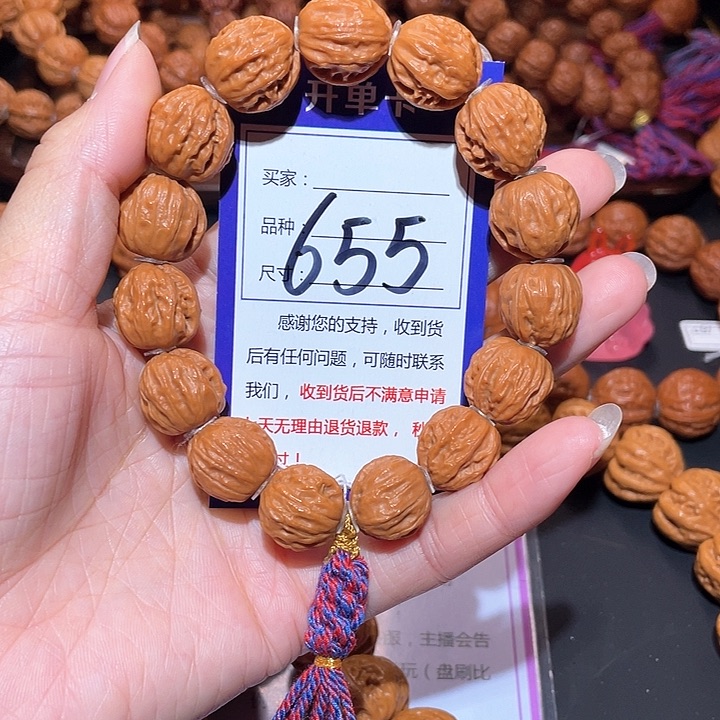 开单卡
买家：
品种：
655
尺寸：
感谢您的支持，收到货
后有任何问题，可随时联系
我们，收到货后不满意申请
天无理由退货退款，秒
，主播会告
玩（盘刷比